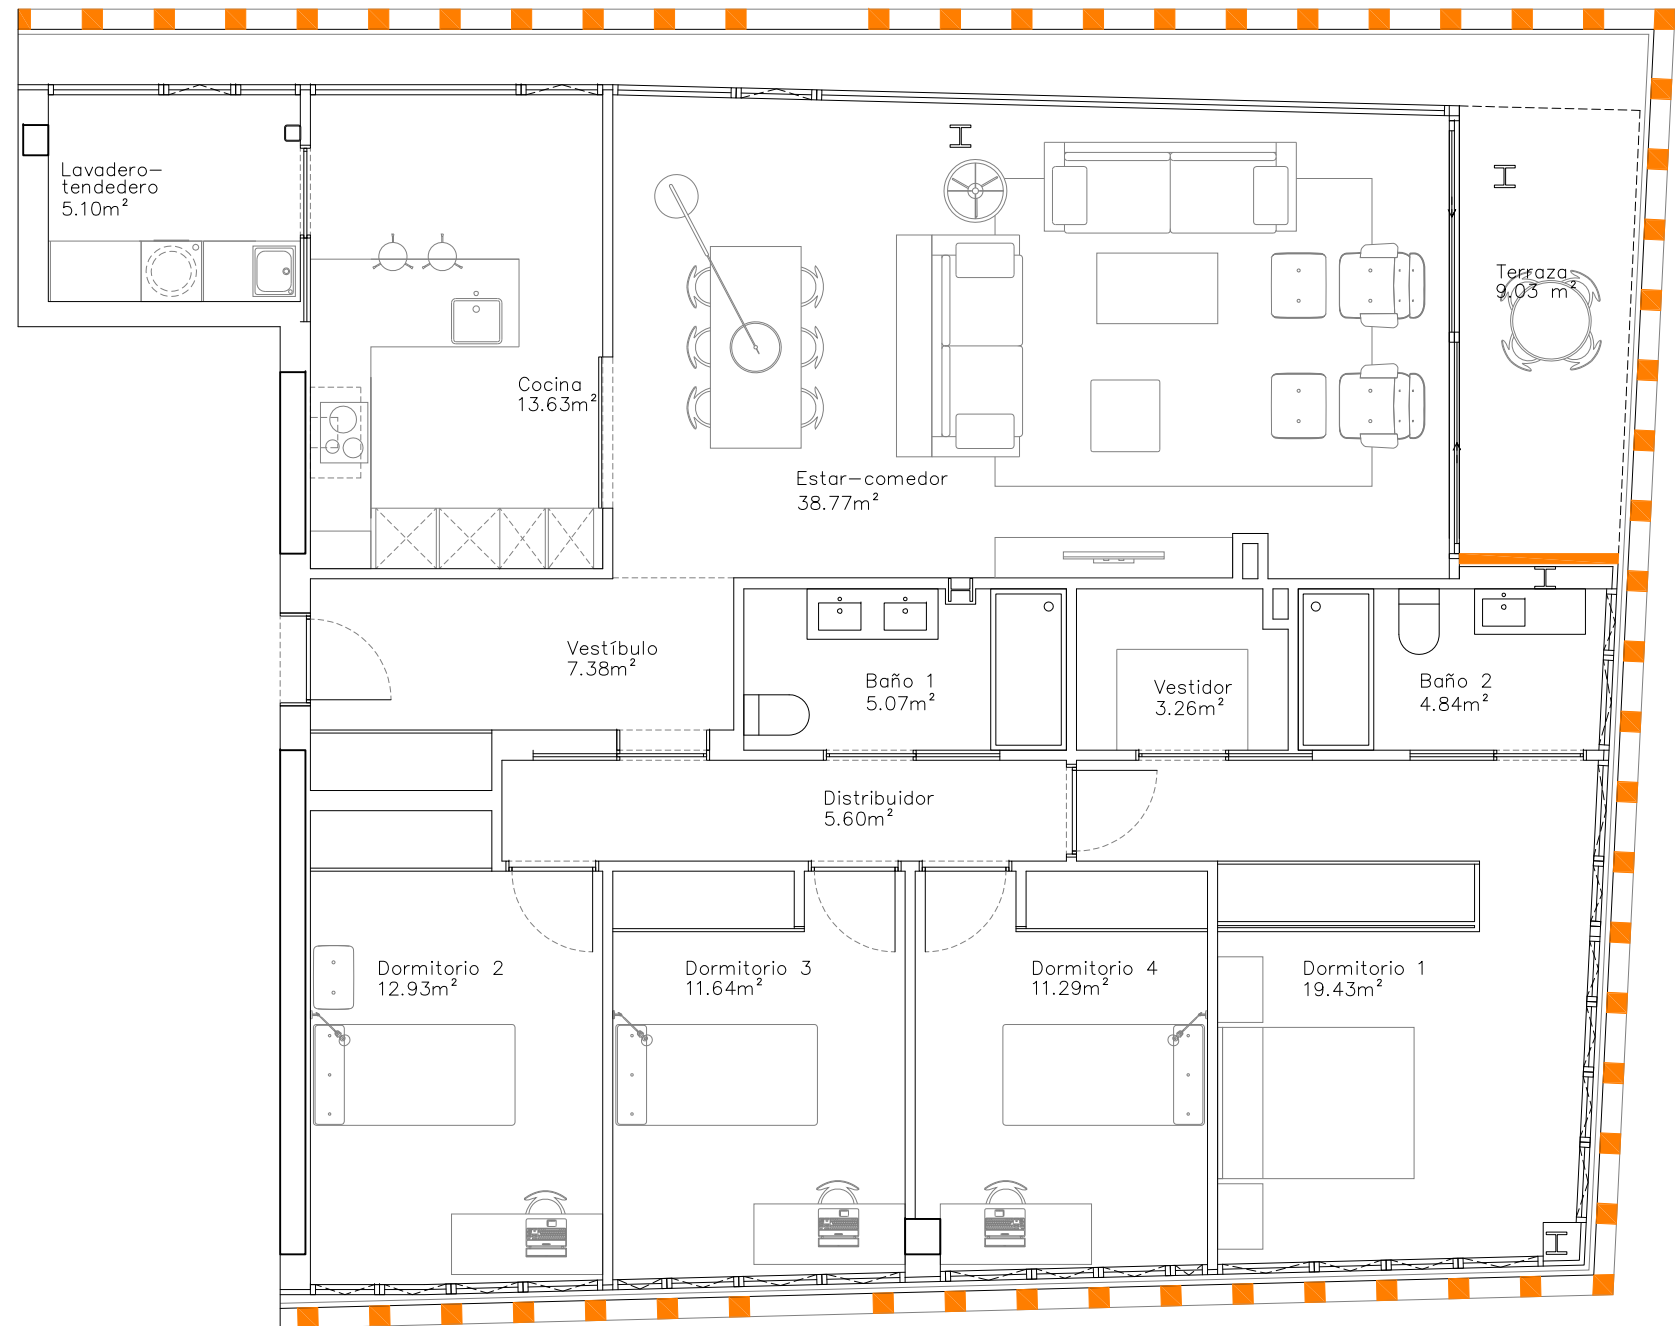 Lavadero-
tendedero
5.10m²
Cocina
13.63m²
Estar-comedor
38.77m²
Terraza
9.03 m²
Vestíbulo
7.38m²
Baño 1
5.07m²
Vestidor
3.26m²
Baño 2
4.84m²
Distribuidor
5.60m²
Dormitorio 2
12.93m²
Dormitorio 3
11.64m²
Dormitorio 4
11.29m²
Dormitorio 1
19.43m²